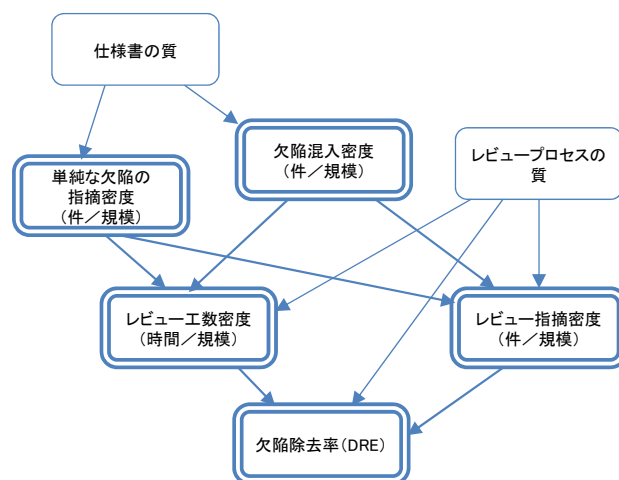 仕様書の質
欠陥混入密度
(件/規模)
レビュープロセスの
質
単純な欠陥の
指摘密度
(件/規模)
レビュー工数密度
(時間/規模)
レビュー指摘密度
(件/規模)
欠陥除去率(DRE)